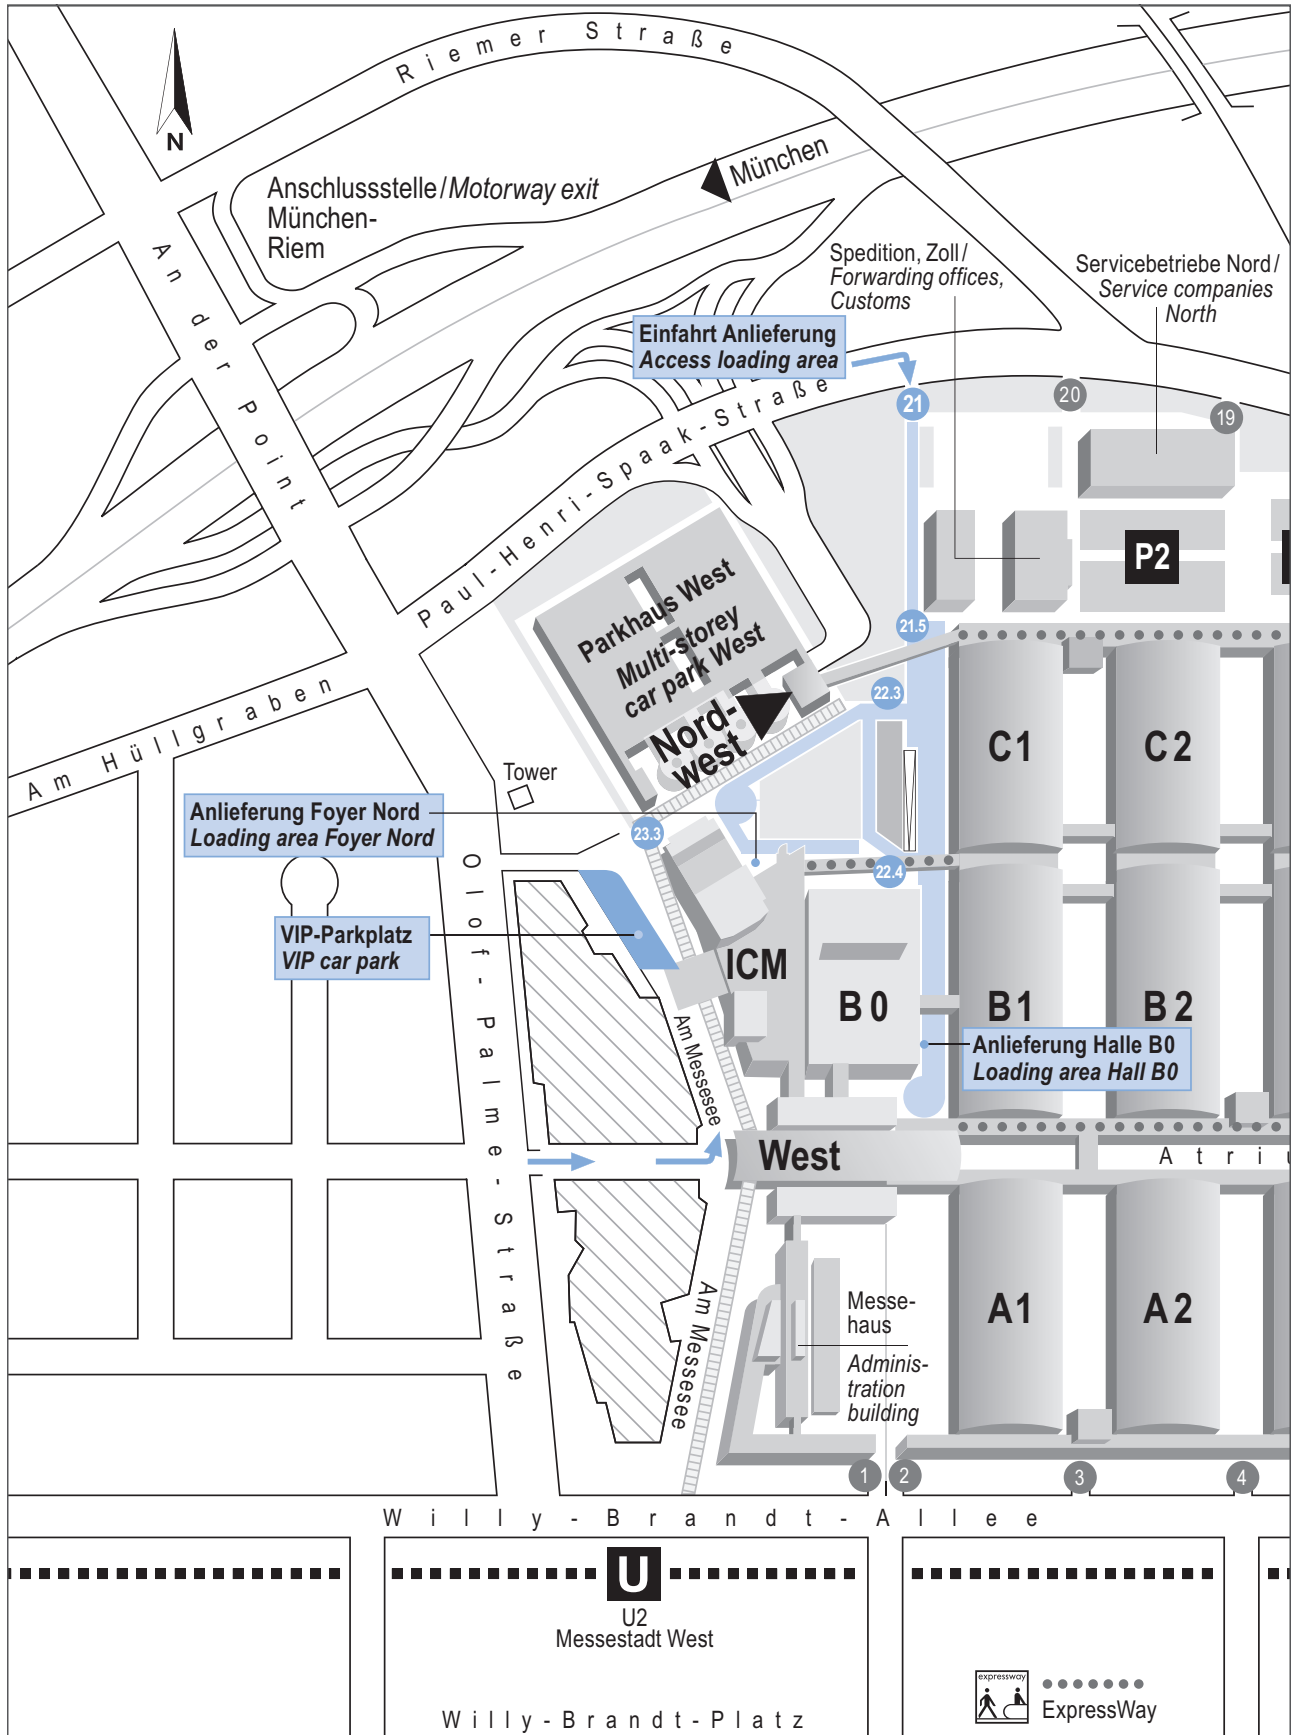 Riemer Straße
N
Anschlussstelle/Motorway exit
München-
Riem
München
An der Point
Spedition, Zoll/
Forwarding offices,
Customs
Servicebetriebe Nord/
Service companies
North
Einfahrt Anlieferung
Access loading area
21
20
19
Paul-Henri-Spaak-Straße
P2
Parkhaus West
Multi-storey
car park West
21.5
22.3
Nord-
west
Am Hüllgraben
Tower
C1
C2
Anlieferung Foyer Nord
Loading area Foyer Nord
23.3
22.4
Olof-Palme-Straße
VIP-Parkplatz
VIP car park
ICM
B0
B1
B2
Am Messesee
Anlieferung Halle B0
Loading area Hall B0
West
Atriu
A1
A2
Am Messesee
Messe-
haus
Adminis-
tration
building
1
2
3
4
Willy-Brandt-Allee
U
U2
Messestadt West
expressway
ExpressWay
Willy-Brandt-Platz